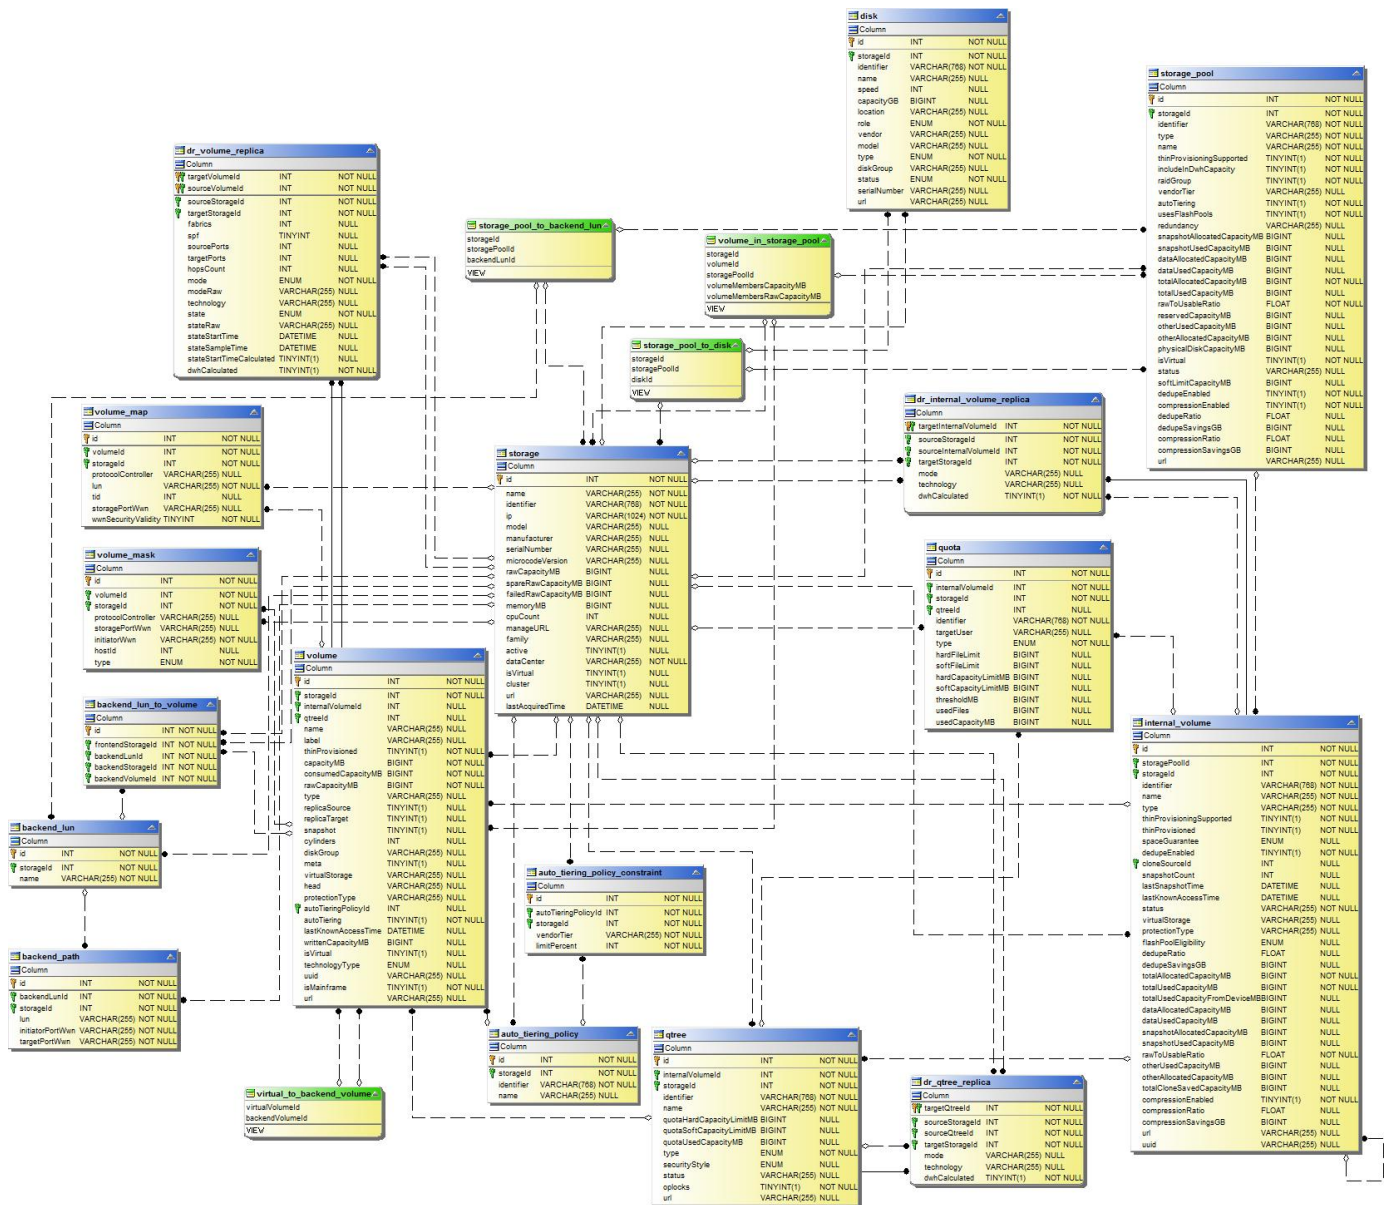 disk
Column
id INT NOT NULL
storageId INT NOT NULL
identifier VARCHAR(768) NOT NULL
name VARCHAR(255) NULL
speed INT NULL
capacityGB BIGINT NULL
location VARCHAR(255) NULL
role ENUM NOT NULL
vendor VARCHAR(255) NULL
model VARCHAR(255) NULL
type ENUM NOT NULL
diskGroup VARCHAR(255) NULL
status ENUM NOT NULL
serialNumber VARCHAR(255) NULL
url VARCHAR(255) NULL
storage_pool
Column
id INT NOT NULL
storageId INT NOT NULL
identifier VARCHAR(768) NOT NULL
type VARCHAR(255) NOT NULL
name VARCHAR(255) NOT NULL
thinProvisioningSupported TINYINT(1) NOT NULL
includeInDwhCapacity TINYINT(1) NOT NULL
raidGroup TINYINT(1) NOT NULL
vendorTier VARCHAR(255) NULL
autoTiering TINYINT(1) NOT NULL
usesFlashPools TINYINT(1) NOT NULL
redundancy VARCHAR(255) NULL
snapshotAllocatedCapacityMB BIGINT NULL
snapshotUsedCapacityMB BIGINT NULL
dataAllocatedCapacityMB BIGINT NULL
dataUsedCapacityMB BIGINT NULL
totalAllocatedCapacityMB BIGINT NOT NULL
totalUsedCapacityMB BIGINT NULL
rawToUsableRatio FLOAT NOT NULL
reservedCapacityMB BIGINT NULL
otherUsedCapacityMB BIGINT NULL
otherAllocatedCapacityMB BIGINT NULL
physicalDiskCapacityMB BIGINT NULL
isVirtual TINYINT(1) NOT NULL
status VARCHAR(255) NULL
softLimitCapacityMB BIGINT NULL
dedupeEnabled TINYINT(1) NOT NULL
compressionEnabled TINYINT(1) NOT NULL
dedupeRatio FLOAT NULL
dedupeSavingsGB BIGINT NULL
compressionRatio FLOAT NULL
compressionSavingsGB BIGINT NULL
url VARCHAR(255) NULL
dr_volume_replica
Column
targetVolumeId INT NOT NULL
sourceVolumeId INT NOT NULL
sourceStorageId INT NOT NULL
targetStorageId INT NOT NULL
fabrics INT NULL
spf TINYINT NULL
sourcePorts INT NULL
targetPorts INT NULL
hopsCount INT NULL
mode ENUM NOT NULL
modeRaw VARCHAR(255) NULL
technology VARCHAR(255) NULL
state ENUM NOT NULL
stateRaw VARCHAR(255) NULL
stateStartTime DATETIME NULL
stateSampleTime DATETIME NULL
stateStartTimeCalculated TINYINT(1) NULL
dwhCalculated TINYINT(1) NOT NULL
storage_pool_to_backend_lun
storageId
storagePoolId
backendLunId
VIEW
volume_in_storage_pool
storageId
volumeId
storagePoolId
volumeMembersCapacityMB
volumeMembersRawCapacityMB
VIEW
storage_pool_to_disk
storageId
storagePoolId
diskId
VIEW
volume_map
Column
id INT NOT NULL
volumeId INT NOT NULL
storageId INT NOT NULL
protocolController VARCHAR(255) NULL
lun VARCHAR(255) NOT NULL
tid INT NULL
storagePortWwn VARCHAR(255) NULL
wwnSecurityValidity TINYINT NOT NULL
dr_internal_volume_replica
Column
targetInternalVolumeId INT NOT NULL
sourceStorageId INT NOT NULL
sourceInternalVolumeId INT NOT NULL
targetStorageId INT NOT NULL
mode VARCHAR(255) NULL
technology VARCHAR(255) NULL
dwhCalculated TINYINT(1) NOT NULL
storage
Column
id INT NOT NULL
name VARCHAR(255) NOT NULL
identifier VARCHAR(768) NOT NULL
ip VARCHAR(1024) NOT NULL
model VARCHAR(255) NULL
manufacturer VARCHAR(255) NULL
serialNumber VARCHAR(255) NULL
microcodeVersion VARCHAR(255) NULL
rawCapacityMB BIGINT NULL
spareRawCapacityMB BIGINT NULL
failedRawCapacityMB BIGINT NULL
memoryMB BIGINT NULL
cpuCount INT NULL
manageURL VARCHAR(255) NULL
family VARCHAR(255) NULL
active TINYINT(1) NULL
dataCenter VARCHAR(255) NOT NULL
isVirtual TINYINT(1) NULL
cluster TINYINT(1) NULL
url VARCHAR(255) NULL
lastAcquiredTime DATETIME NULL
volume_mask
Column
id INT NOT NULL
volumeId INT NOT NULL
storageId INT NOT NULL
protocolController VARCHAR(255) NULL
storagePortWwn VARCHAR(255) NULL
initiatorWwn VARCHAR(255) NOT NULL
hostId INT NULL
type ENUM NOT NULL
quota
Column
id INT NOT NULL
internalVolumeId INT NOT NULL
storageId INT NOT NULL
qtreeId INT NULL
identifier VARCHAR(768) NOT NULL
targetUser VARCHAR(255) NULL
type ENUM NOT NULL
hardFileLimit BIGINT NULL
softFileLimit BIGINT NULL
hardCapacityLimitMB BIGINT NULL
softCapacityLimitMB BIGINT NULL
thresholdMB BIGINT NULL
usedFiles BIGINT NULL
usedCapacityMB BIGINT NULL
volume
Column
id INT NOT NULL
storageId INT NOT NULL
internalVolumeId INT NULL
qtreeId INT NULL
name VARCHAR(255) NOT NULL
label VARCHAR(255) NULL
thinProvisioned TINYINT(1) NOT NULL
capacityMB BIGINT NOT NULL
consumedCapacityMB BIGINT NOT NULL
rawCapacityMB BIGINT NOT NULL
type VARCHAR(255) NULL
replicaSource TINYINT(1) NULL
replicaTarget TINYINT(1) NULL
snapshot TINYINT(1) NULL
cylinders INT NULL
diskGroup VARCHAR(255) NULL
meta TINYINT(1) NULL
virtualStorage VARCHAR(255) NULL
head VARCHAR(255) NULL
protectionType VARCHAR(255) NULL
autoTieringPolicyId INT NULL
autoTiering TINYINT(1) NOT NULL
lastKnownAccessTime DATETIME NULL
writtenCapacityMB BIGINT NULL
isVirtual TINYINT(1) NULL
technologyType ENUM NULL
uuid VARCHAR(255) NULL
isMainframe TINYINT(1) NOT NULL
url VARCHAR(255) NULL
backend_lun_to_volume
Column
id INT NOT NULL
frontendStorageId INT NOT NULL
backendLunId INT NOT NULL
backendStorageId INT NOT NULL
backendVolumeId INT NOT NULL
internal_volume
Column
id INT NOT NULL
storagePoolId INT NOT NULL
storageId INT NOT NULL
identifier VARCHAR(768) NOT NULL
name VARCHAR(255) NOT NULL
type VARCHAR(255) NOT NULL
thinProvisioningSupported TINYINT(1) NOT NULL
thinProvisioned TINYINT(1) NOT NULL
spaceGuarantee ENUM NULL
dedupeEnabled TINYINT(1) NOT NULL
cloneSourceId INT NULL
snapshotCount INT NULL
lastSnapshotTime DATETIME NULL
lastKnownAccessTime DATETIME NULL
status VARCHAR(255) NOT NULL
virtualStorage VARCHAR(255) NULL
protectionType VARCHAR(255) NULL
flashPoolEligibility ENUM NULL
dedupeRatio FLOAT NULL
dedupeSavingsGB BIGINT NULL
totalAllocatedCapacityMB BIGINT NOT NULL
totalUsedCapacityMB BIGINT NOT NULL
totalUsedCapacityFromDeviceMB BIGINT NULL
dataAllocatedCapacityMB BIGINT NULL
dataUsedCapacityMB BIGINT NULL
snapshotAllocatedCapacityMB BIGINT NULL
snapshotUsedCapacityMB BIGINT NULL
rawToUsableRatio FLOAT NOT NULL
otherUsedCapacityMB BIGINT NULL
otherAllocatedCapacityMB BIGINT NULL
totalCloneSavedCapacityMB BIGINT NULL
compressionEnabled TINYINT(1) NOT NULL
compressionRatio FLOAT NULL
compressionSavingsGB BIGINT NULL
url VARCHAR(255) NULL
uuid VARCHAR(255) NULL
backend_lun
Column
id INT NOT NULL
storageId INT NOT NULL
name VARCHAR(255) NOT NULL
auto_tiering_policy_constraint
Column
id INT NOT NULL
autoTieringPolicyId INT NOT NULL
storageId INT NOT NULL
vendorTier VARCHAR(255) NOT NULL
limitPercent INT NOT NULL
backend_path
Column
id INT NOT NULL
backendLunId INT NOT NULL
storageId INT NOT NULL
lun VARCHAR(255) NOT NULL
initiatorPortWwn VARCHAR(255) NOT NULL
targetPortWwn VARCHAR(255) NOT NULL
auto_tiering_policy
Column
id INT NOT NULL
storageId INT NOT NULL
identifier VARCHAR(768) NOT NULL
name VARCHAR(255) NULL
qtree
Column
id INT NOT NULL
internalVolumeId INT NOT NULL
storageId INT NOT NULL
identifier VARCHAR(768) NOT NULL
name VARCHAR(255) NOT NULL
quotaHardCapacityLimitMB BIGINT NULL
quotaSoftCapacityLimitMB BIGINT NULL
quotaUsedCapacityMB BIGINT NULL
type ENUM NOT NULL
securityStyle ENUM NULL
status VARCHAR(255) NULL
oplocks TINYINT(1) NOT NULL
url VARCHAR(255) NULL
dr_qtree_replica
Column
targetQtreeId INT NOT NULL
sourceStorageId INT NOT NULL
sourceQtreeId INT NOT NULL
targetStorageId INT NOT NULL
mode VARCHAR(255) NULL
technology VARCHAR(255) NULL
dwhCalculated TINYINT(1) NOT NULL
virtual_to_backend_volume
virtualVolumeId
backendVolumeId
VIEW